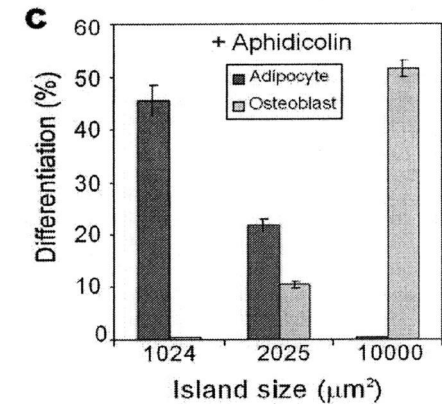 C
+ Aphidicolin
Adipocyte
Osteoblast
Differentiation (%)
60
50
40
30
20
10
0
1024 2025 10000
Island size (μm²)